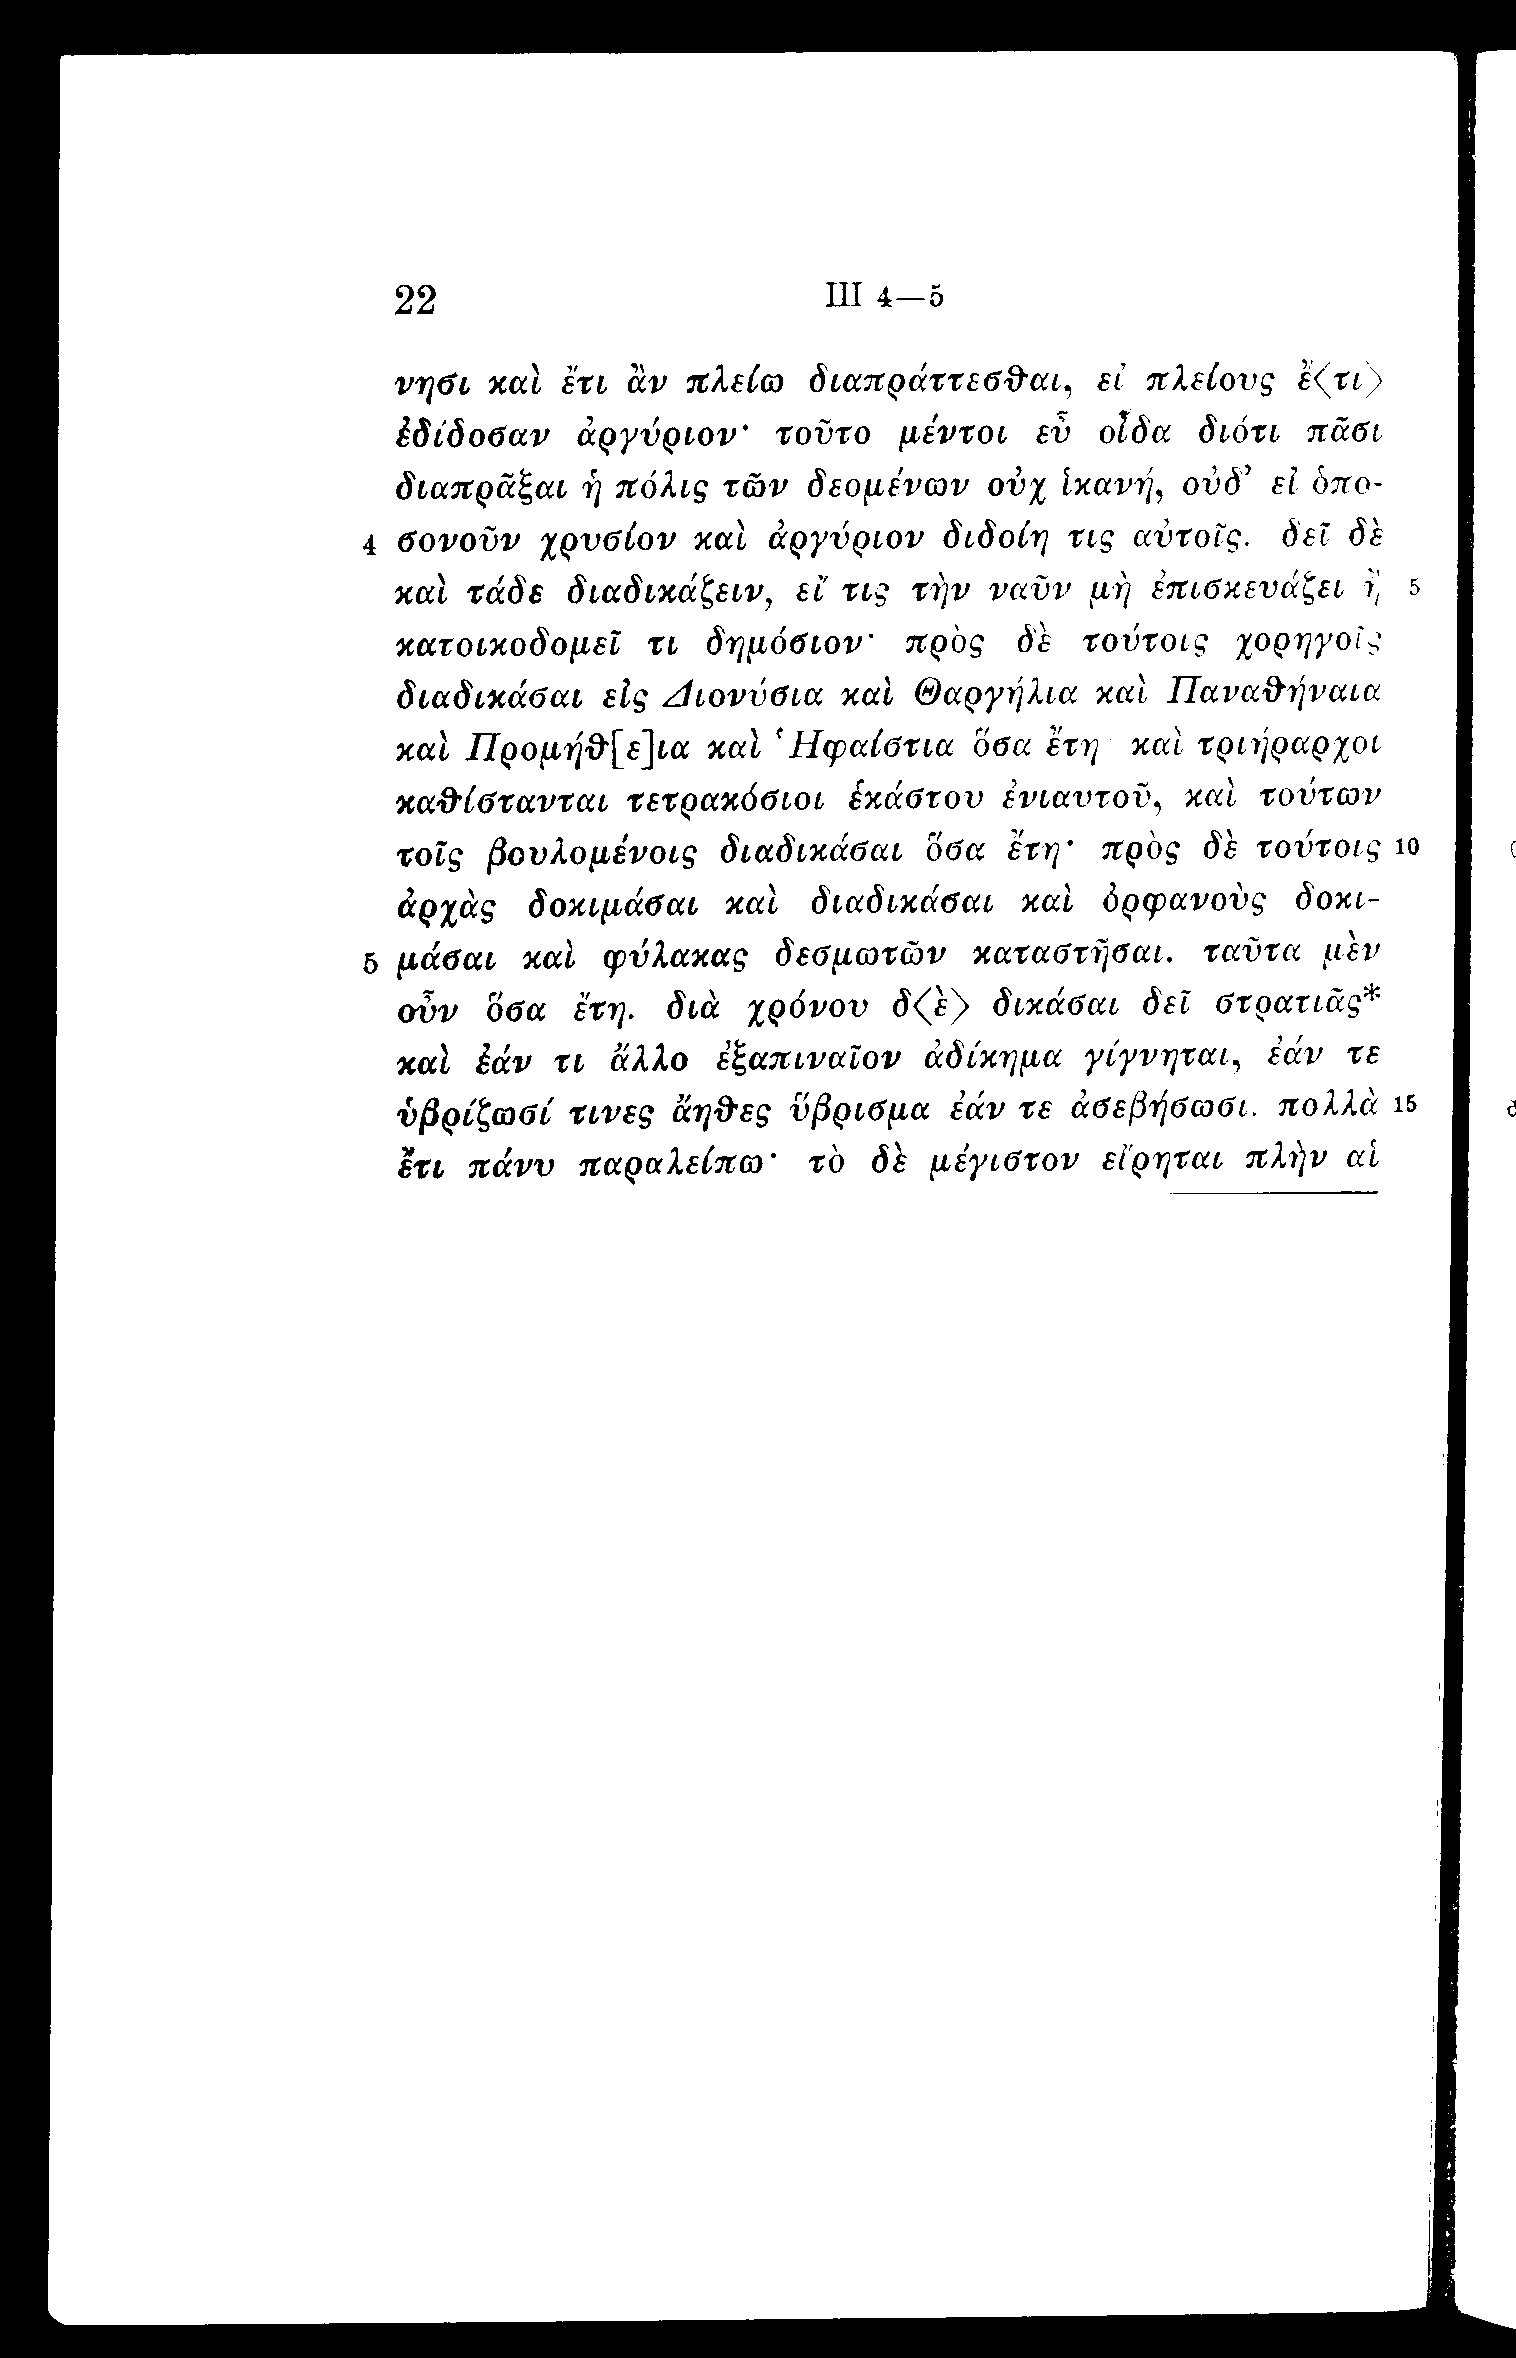 22 III 4—5
νησι καὶ ἔτι ἂν πλείω διαπράττεσθαι, εἰ πλείους ἔ⟨τι⟩
ἐδίδοσαν ἀργύριον· τοῦτο μέντοι εὖ οἶδα διότι πᾶσι
διαπρᾶξαι ἡ πόλις τῶν δεομένων οὐχ ἱκανή, οὐδ’ εἰ ὁπο-
4 σονοῦν χρυσίον καὶ ἀργύριον διδοίη τις αὐτοῖς. δεῖ δὲ
καὶ τάδε διαδικάζειν, εἴ τις τὴν ναῦν μὴ ἐπισκευάζει ἢ 5
κατοικοδομεῖ τι δημόσιον· πρὸς δὲ τούτοις χορηγοῖς
διαδικάσαι εἰς Διονύσια καὶ Θαργήλια καὶ Παναθήναια
καὶ Προμήθ[ε]ια καὶ Ἡφαίστια ὅσα ἔτη· καὶ τριήραρχοι
καθίστανται τετρακόσιοι ἑκάστου ἐνιαυτοῦ, καὶ τούτων
τοῖς βουλομένοις διαδικάσαι ὅσα ἔτη· πρὸς δὲ τούτοις 10
ἀρχὰς δοκιμάσαι καὶ διαδικάσαι καὶ ὀρφανοὺς δοκι-
5 μάσαι καὶ φύλακας δεσμωτῶν καταστῆσαι. ταῦτα μὲν
οὖν ὅσα ἔτη. διὰ χρόνου δ⟨ὲ⟩ δικάσαι δεῖ στρατιᾶς*
καὶ ἐάν τι ἄλλο ἐξαπιναῖον ἀδίκημα γίγνηται, ἐάν τε
ὑβρίζωσί τινες ἄηθες ὕβρισμα ἐάν τε ἀσεβήσωσι. πολλὰ 15
ἔτι πάνυ παραλείπω· τὸ δὲ μέγιστον εἴρηται πλὴν αἱ